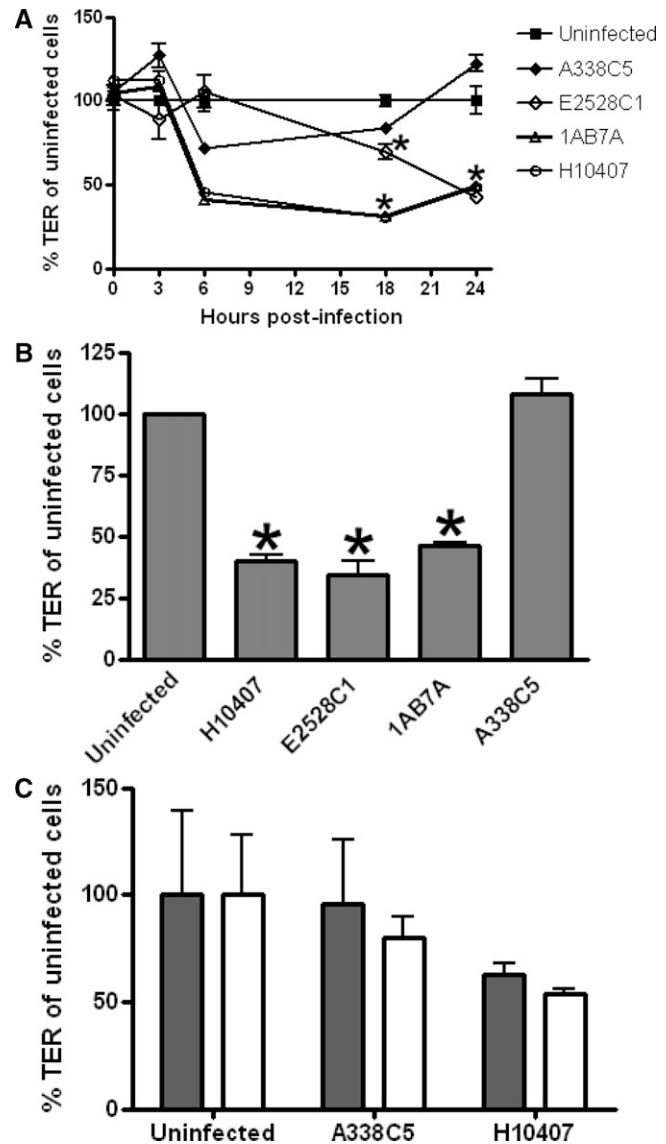 A
% TER of uninfected cells
150
100
50
0
0 3 6 9 12 15 18 21 24
Hours post-infection
*
*
*
Uninfected
A338C5
E2528C1
1AB7A
H10407
B
% TER of uninfected cells
125
100
75
50
25
0
* * *
Uninfected
H10407
E2528C1
1AB7A
A338C5
C
% TER of uninfected cells
150
100
50
0
Uninfected A338C5 H10407